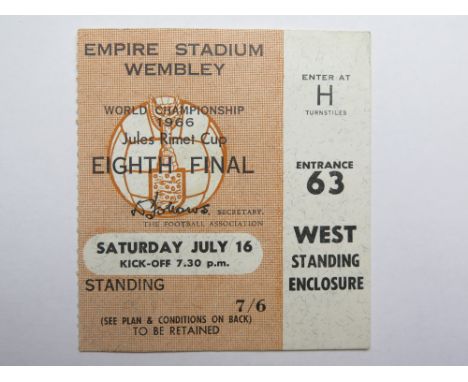 EMPIRE STADIUM
WEMBLEY
WORLD CHAMPIONSHIP
1966
Jules Rimet Cup
EIGHTH FINAL
SECRETARY,
THE FOOTBALL ASSOCIATION
SATURDAY JULY 16
KICK-OFF 7.30 p.m.
STANDING
7/6
(SEE PLAN & CONDITIONS ON BACK)
TO BE RETAINED
ENTER AT
H
TURNSTILES
ENTRANCE
63
WEST
STANDING
ENCLOSURE